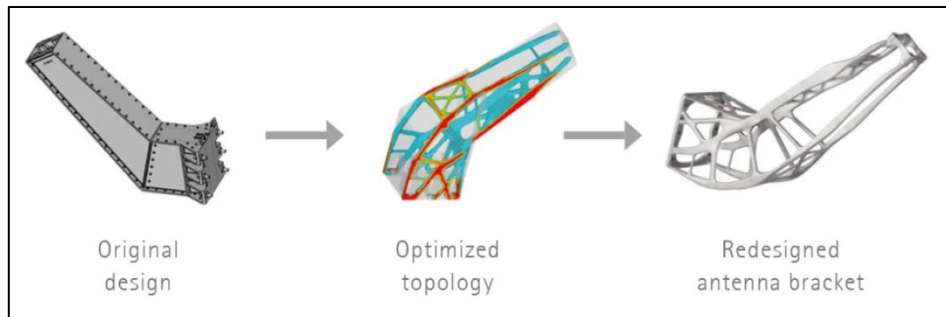 Original
design
Optimized
topology
Redesigned
antenna bracket